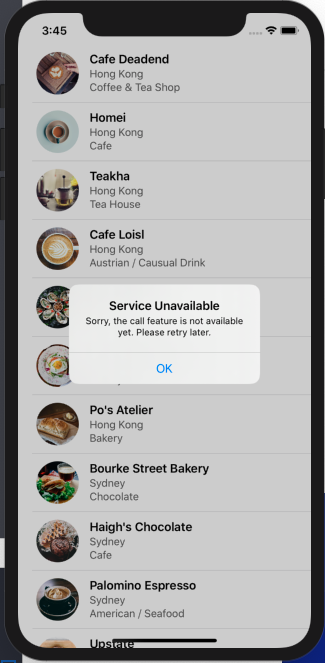 3:45
Cafe Deadend
Hong Kong
Coffee & Tea Shop
Homei
Hong Kong
Cafe
Teakha
Hong Kong
Tea House
Cafe Loisl
Hong Kong
Austrian / Causual Drink
Service Unavailable
Sorry, the call feature is not available
yet. Please retry later.
OK
Po's Atelier
Hong Kong
Bakery
Bourke Street Bakery
Sydney
Chocolate
Haigh's Chocolate
Sydney
Cafe
Palomino Espresso
Sydney
American / Seafood
Upstate